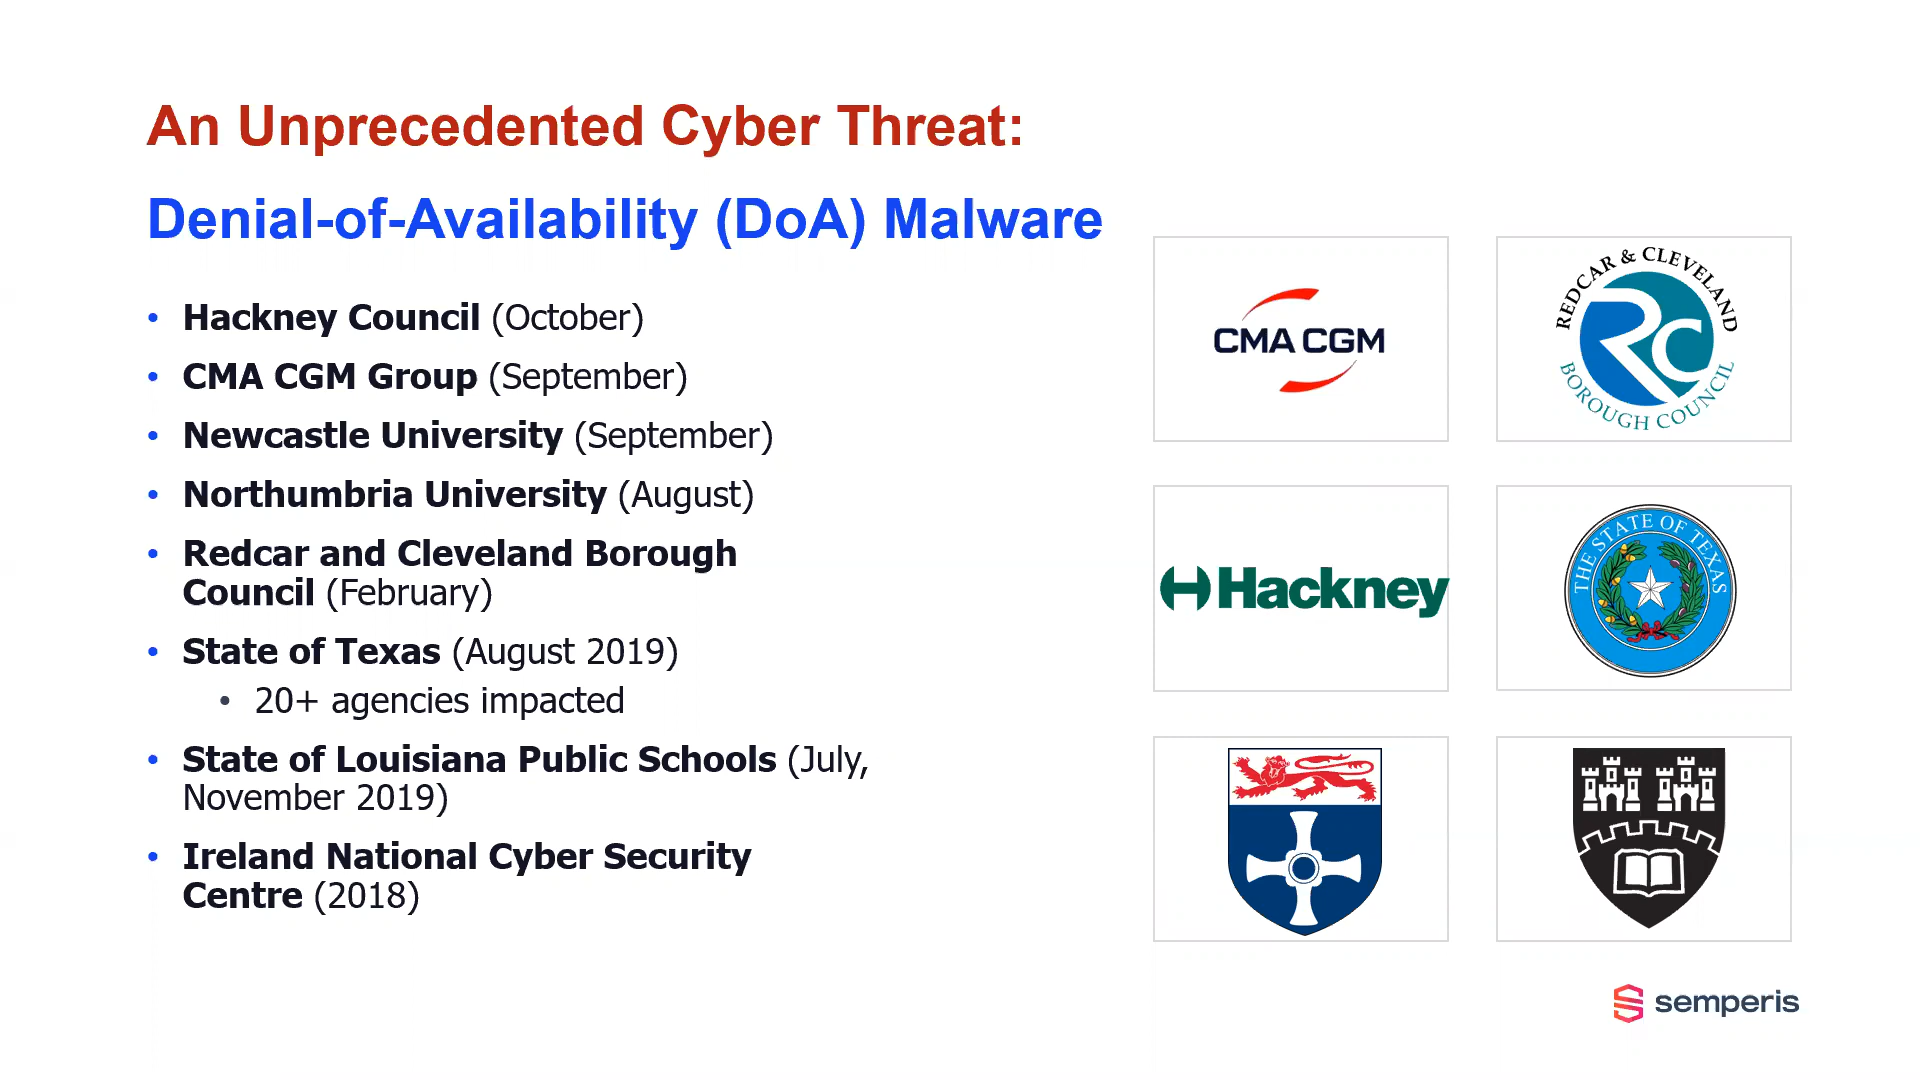 An Unprecedented Cyber Threat:
Denial-of-Availability (DoA) Malware
• Hackney Council (October)
• CMA CGM Group (September)
• Newcastle University (September)
• Northumbria University (August)
• Redcar and Cleveland Borough
Council (February)
• State of Texas (August 2019)
• 20+ agencies impacted
• State of Louisiana Public Schools (July,
November 2019)
• Ireland National Cyber Security
Centre (2018)
CMA CGM
REDCAR & CLEVELAND
RC
BOROUGH COUNCIL
Hackney
THE STATE OF TEXAS
semperis